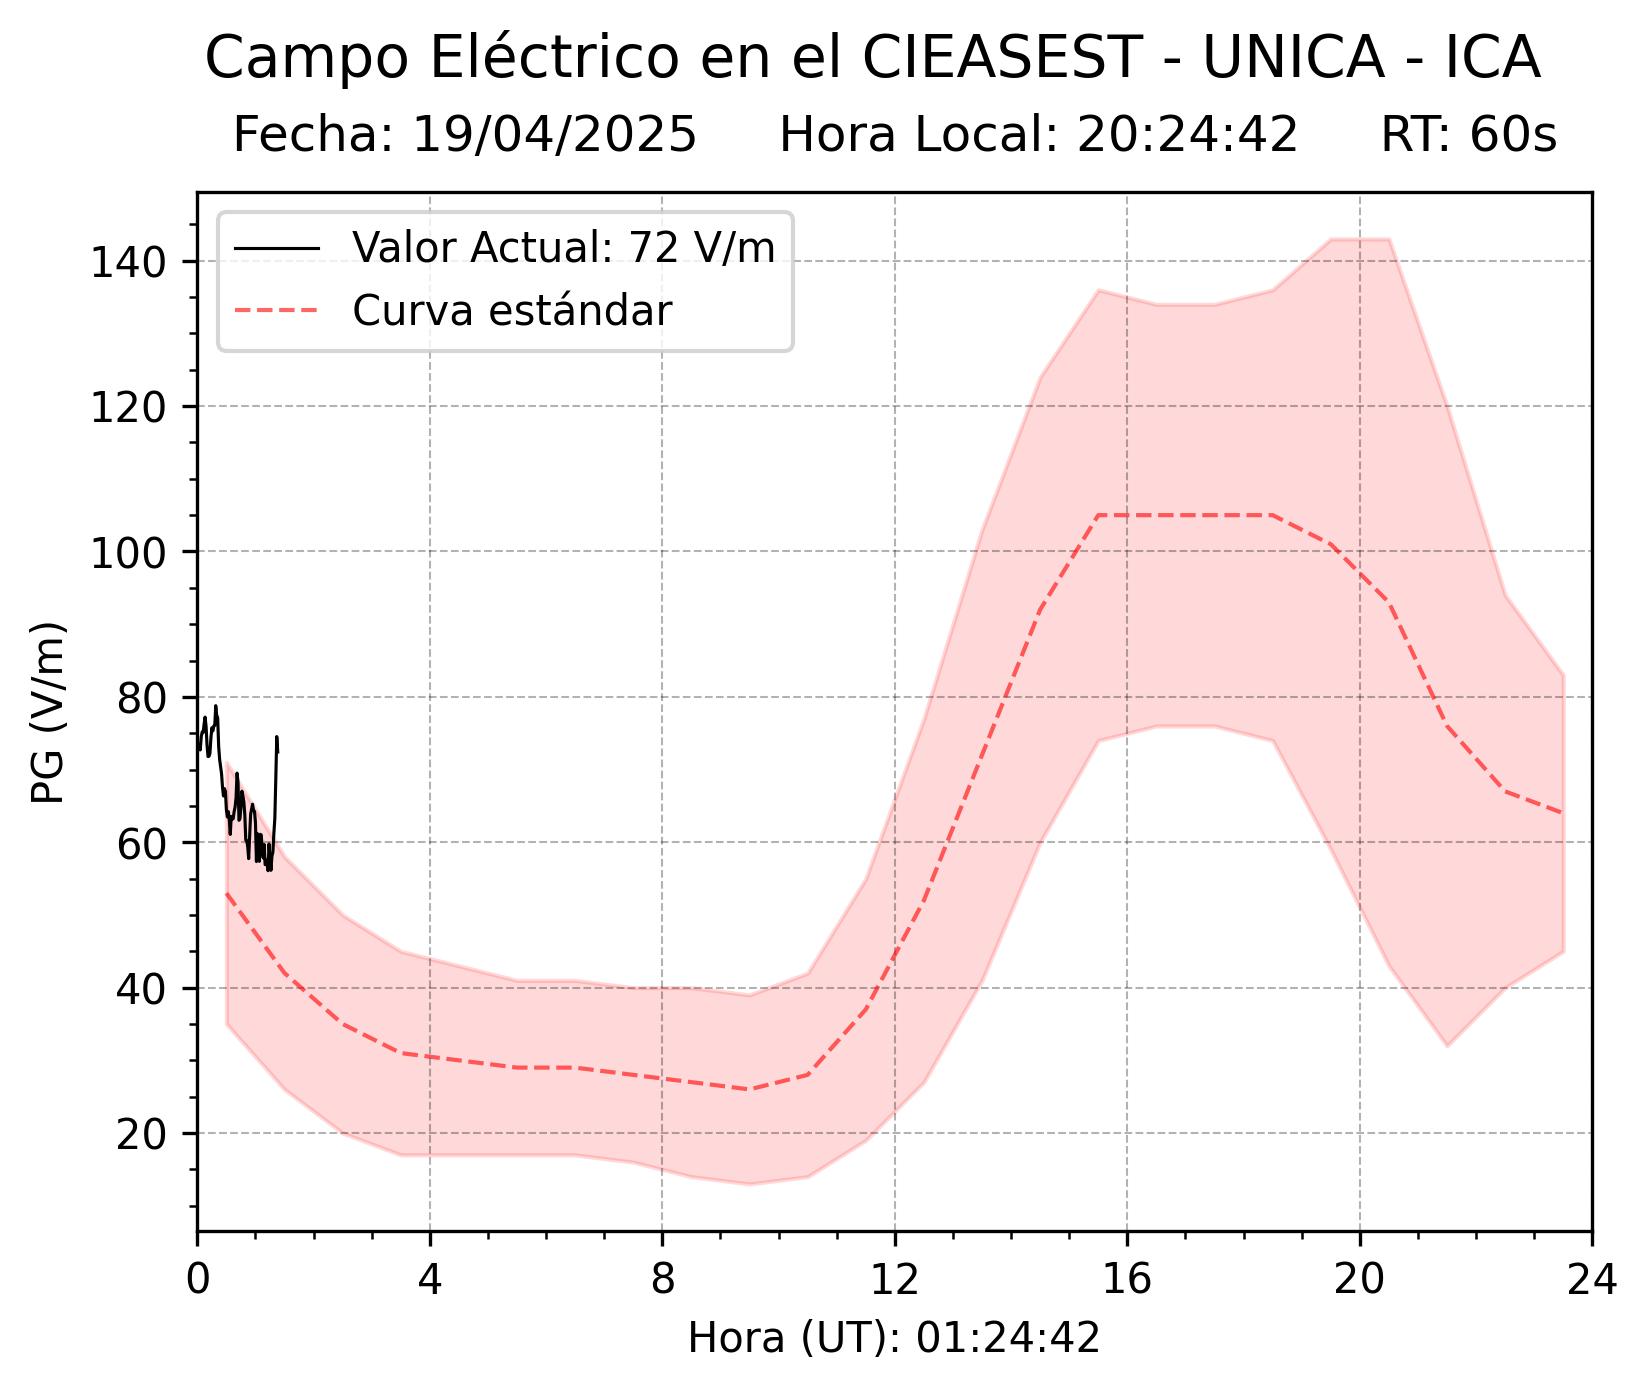 Campo Eléctrico en el CIEASEST - UNICA - ICA
Fecha: 19/04/2025 Hora Local: 20:24:42 RT: 60s
Valor Actual: 72 V/m
Curva estándar
PG (V/m)
140
120
100
80
60
40
20
0 4 8 12 16 20 24
Hora (UT): 01:24:42